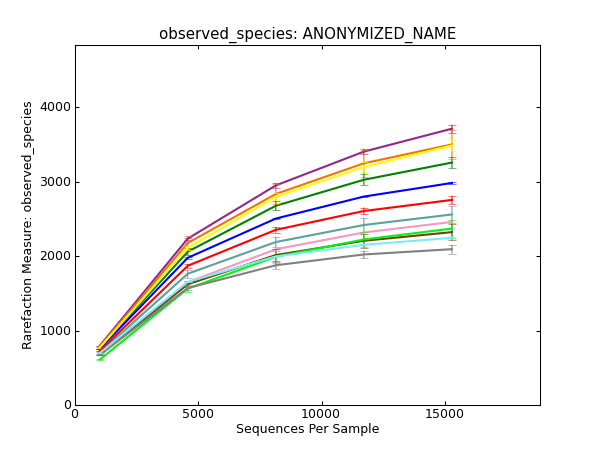 observed_species: ANONYMIZED_NAME
Rarefaction Measure: observed_species
4000
3000
2000
1000
0
0 5000 10000 15000
Sequences Per Sample